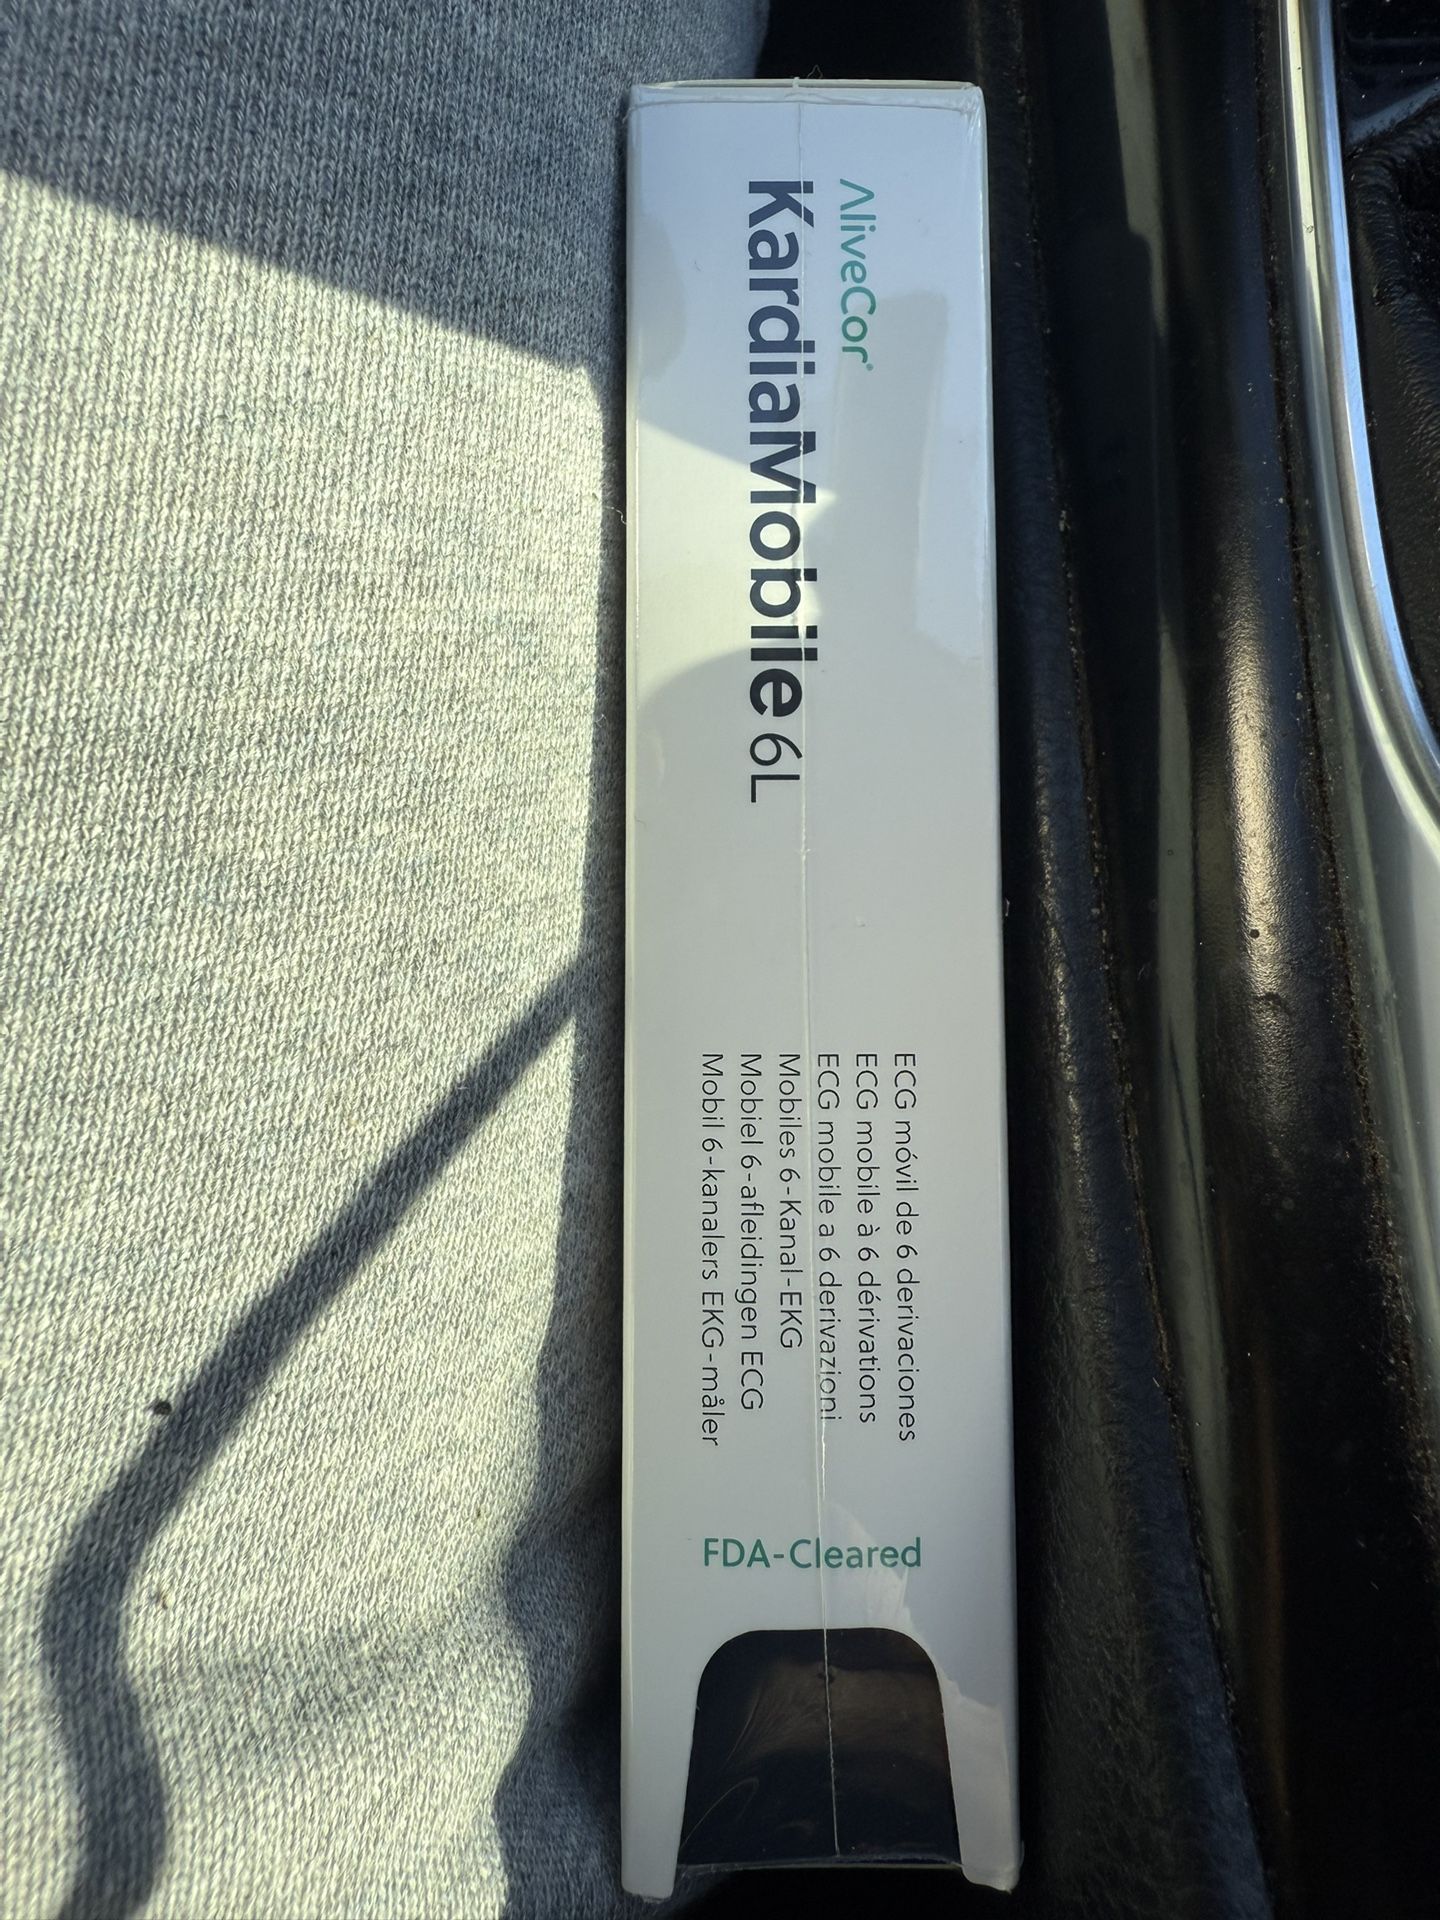 AliveCor®
KardiaMobile 6L
ECG móvil de 6 derivaciones
ECG mobile à 6 dérivations
ECG mobile a 6 derivazioni
Mobiles 6-Kanal-EKG
Mobiel 6-afleidingen ECG
Mobil 6-kanalers EKG-måler
FDA-Cleared